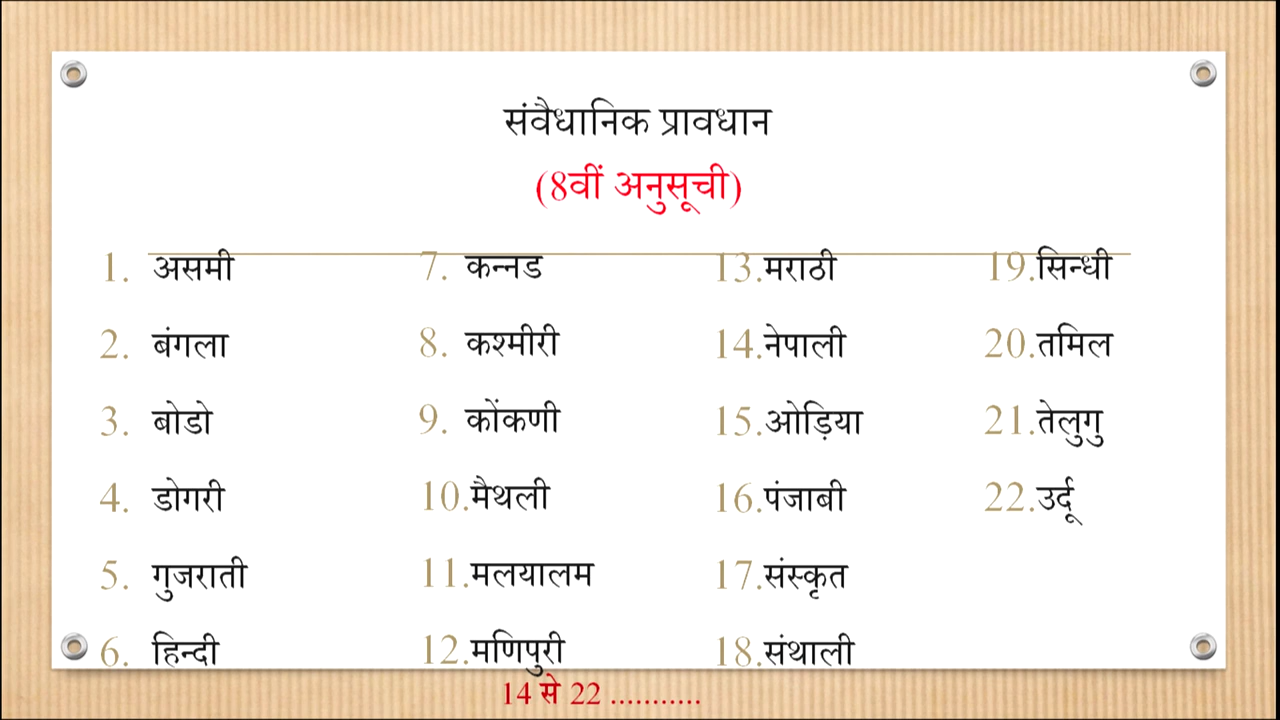 संवैधानिक प्रावधान
(8वीं अनुसूची)
1. असमी
2. बंगला
3. बोडो
4. डोगरी
5. गुजराती
6. हिन्दी
7. कन्नड
8. कश्मीरी
9. कोंकणी
10.मैथली
11.मलयालम
12.मणिपुरी
13.मराठी
14.नेपाली
15.ओड़िया
16.पंजाबी
17.संस्कृत
18.संथाली
19.सिन्धी
20.तमिल
21.तेलुगु
22.उर्दू
14 से 22 ...........